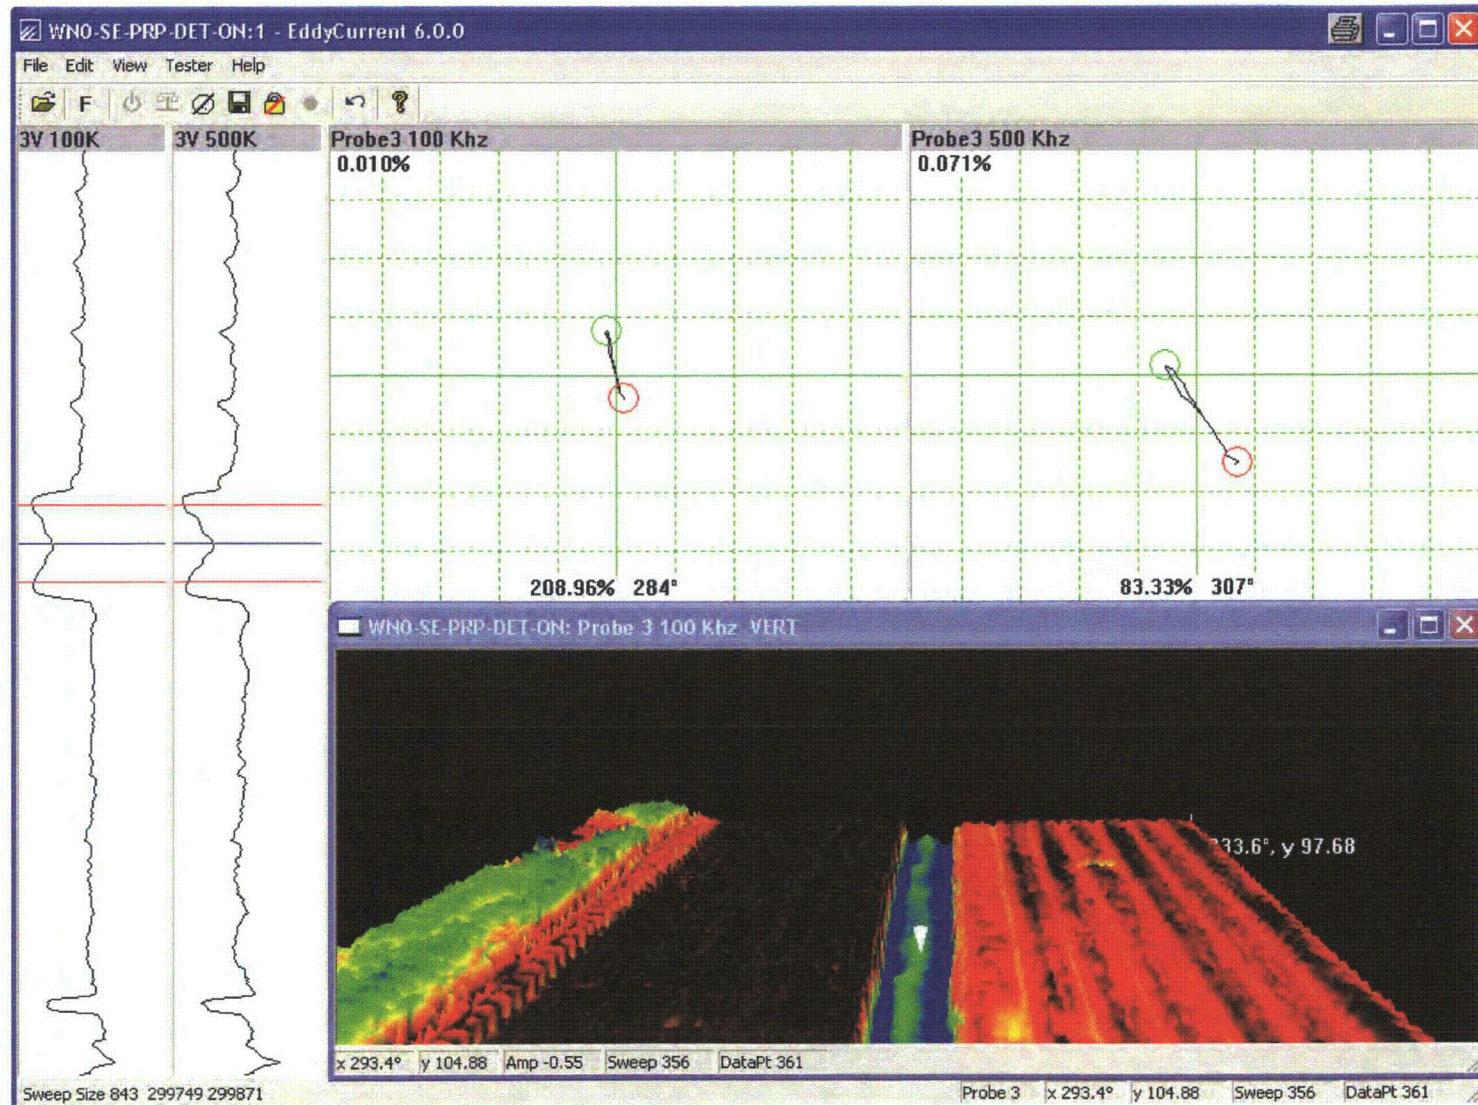 WN0-SE-PRP-DET-ON:1 - EddyCurrent 6.0.0
File Edit View Tester Help
F
3V 100K
3V 500K
Probe3 100 Khz
0.010%
Probe3 500 Khz
0.071%
208.96% 284°
83.33% 307°
WN0-SE-PRP-DET-ON: Probe 3 100 Khz VERT
33.6°, y 97.68
x 293.4° y 104.88 Amp -0.55 Sweep 356 DataPt 361
Sweep Size 843 299749 299871
Probe 3 x 293.4° y 104.88 Sweep 356 DataPt 361